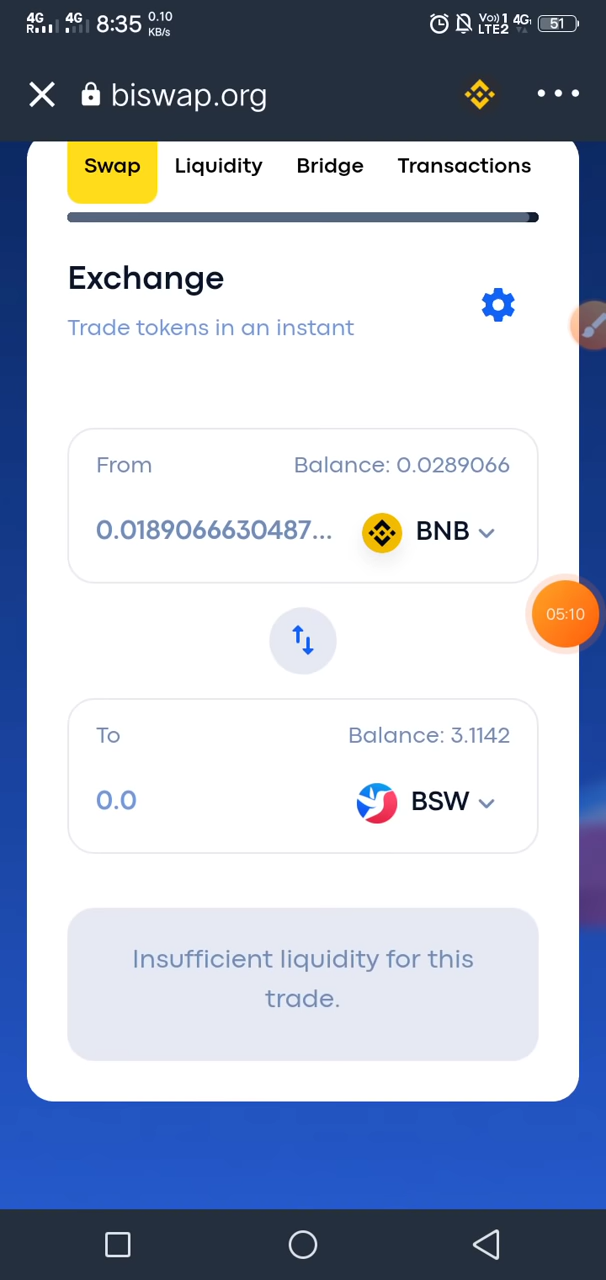 4G R 4G 8:35 0.10 KB/s Vo) 1 LTE2 4G 51
biswap.org
Swap Liquidity Bridge Transactions
Exchange
Trade tokens in an instant
From Balance: 0.0289066
0.0189066630487... BNB
05:10
To Balance: 3.1142
0.0 BSW
Insufficient liquidity for this
trade.